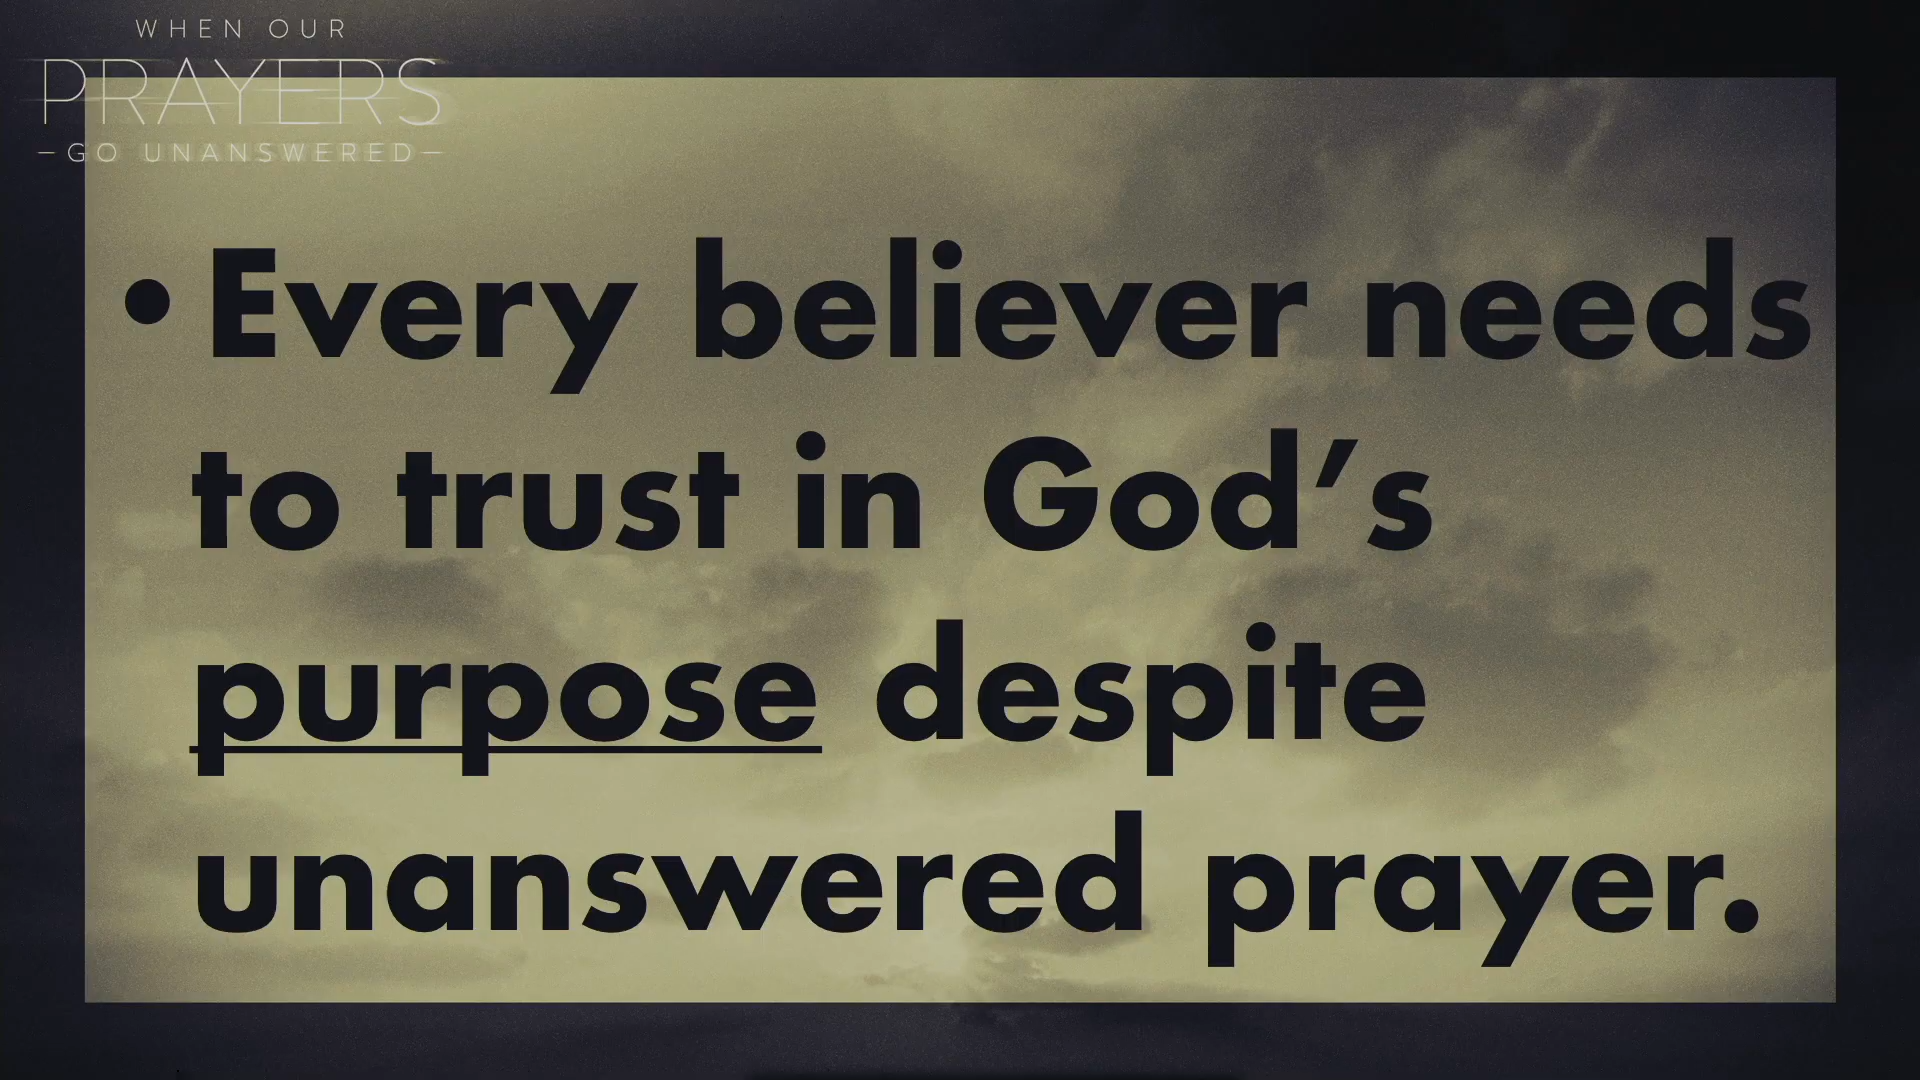 WHEN OUR
PRAYERS
-GO UNANSWERED-
• Every believer needs
to trust in God’s
purpose despite
unanswered prayer.